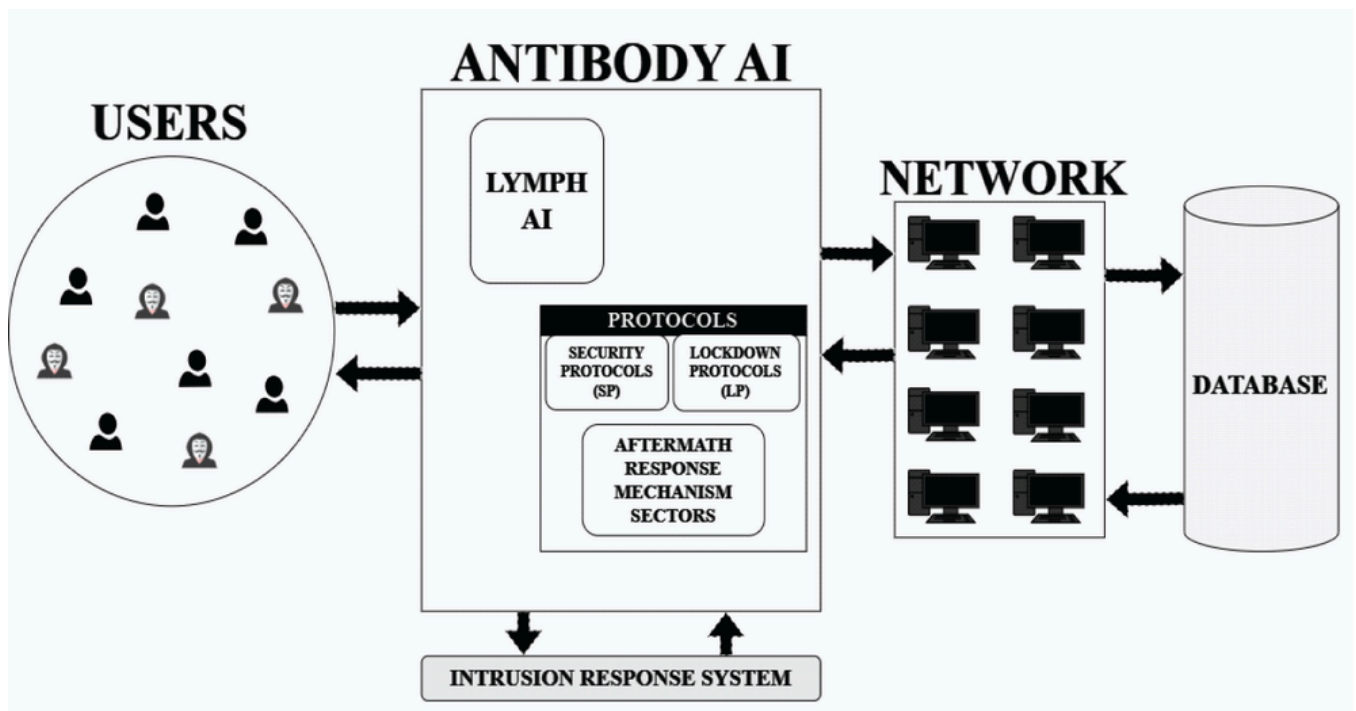 ANTIBODY AI
USERS
LYMPH
AI
NETWORK
PROTOCOLS
SECURITY
PROTOCOLS
(SP)
LOCKDOWN
PROTOCOLS
(LP)
AFTERMATH
RESPONSE
MECHANISM
SECTORS
DATABASE
INTRUSION RESPONSE SYSTEM